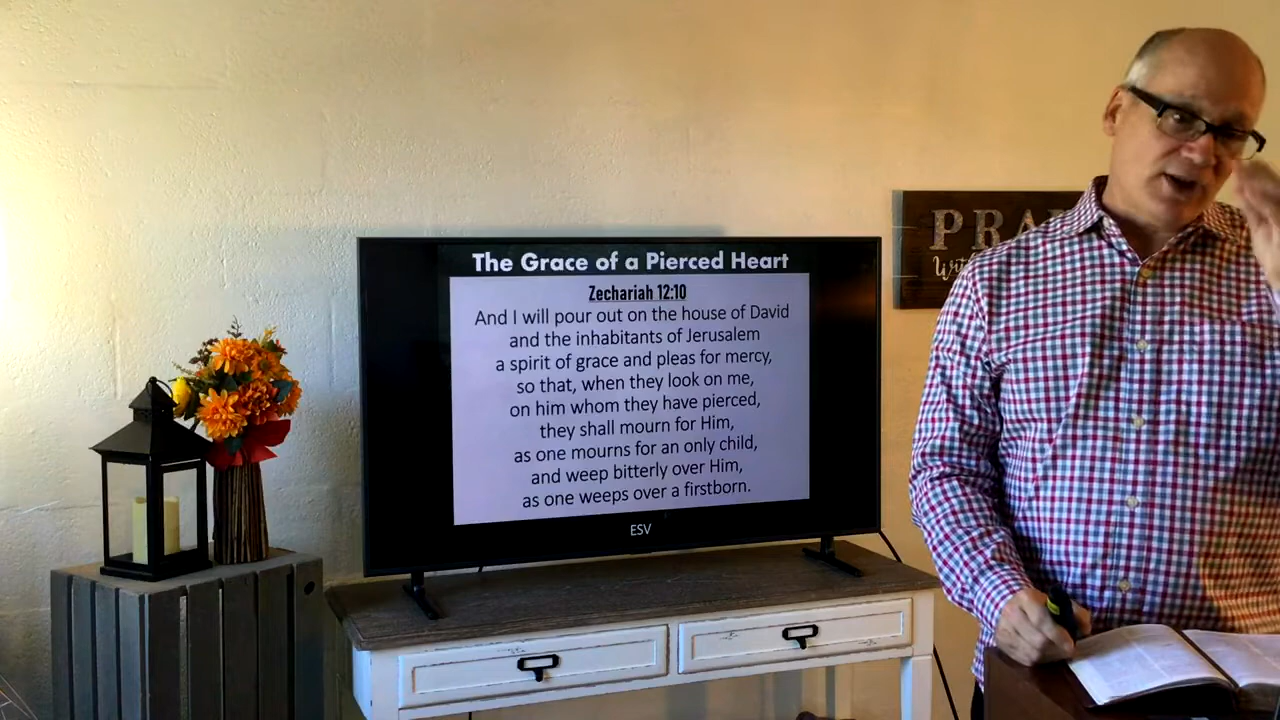 The Grace of a Pierced Heart
Zechariah 12:10
And I will pour out on the house of David
and the inhabitants of Jerusalem
a spirit of grace and pleas for mercy,
so that, when they look on me,
on him whom they have pierced,
they shall mourn for Him,
as one mourns for an only child,
and weep bitterly over Him,
as one weeps over a firstborn.
ESV